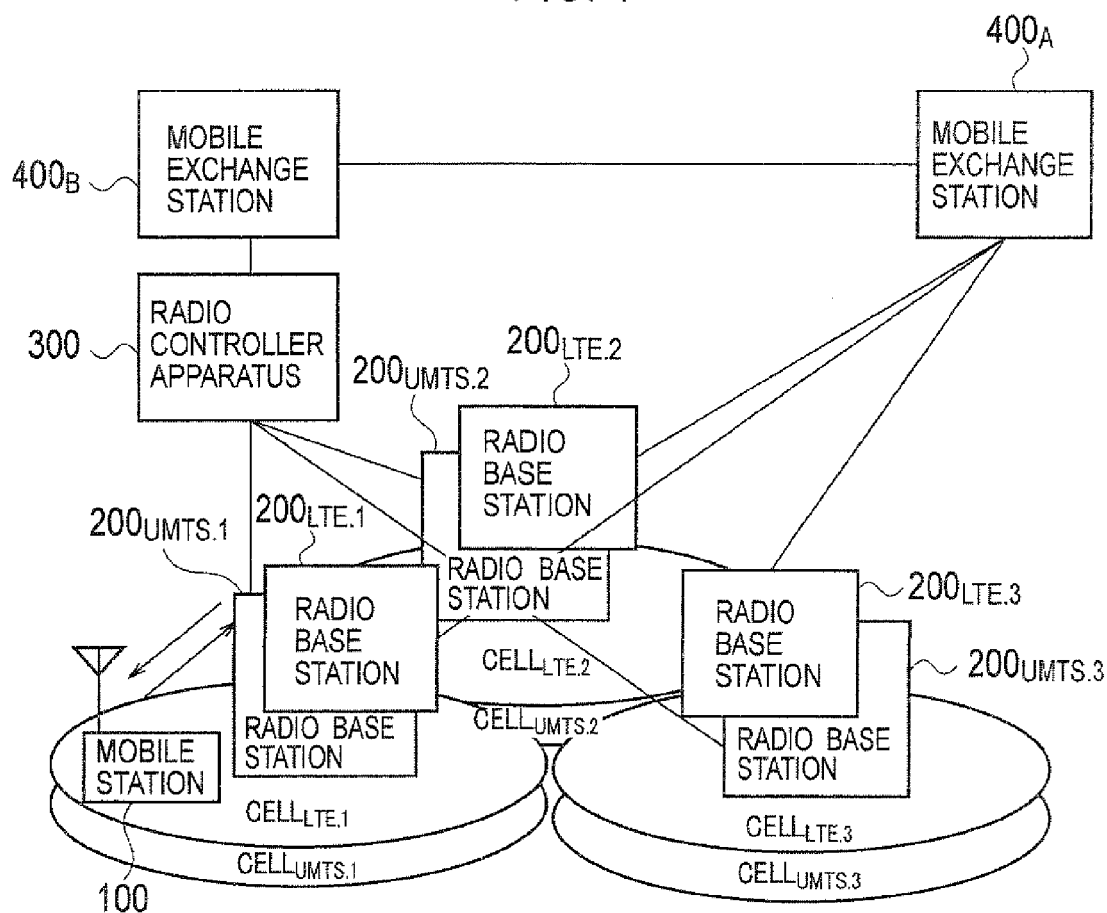 400A
MOBILE
EXCHANGE
STATION
400B
MOBILE
EXCHANGE
STATION
RADIO
CONTROLLER
APPARATUS
300
200LTE.2
200UMTS.2
RADIO
BASE
STATION
200UMTS.1
200LTE.1
RADIO BASE
STATION
RADIO
BASE
STATION
200LTE.3
RADIO
BASE
STATION
200UMTS.3
CELLLTE.2
CELLUMTS.2
RADIO BASE
STATION
RADIO BASE
STATION
MOBILE
STATION
CELLLTE.1
CELLLTE.3
CELLUMTS.1
CELLUMTS.3
100